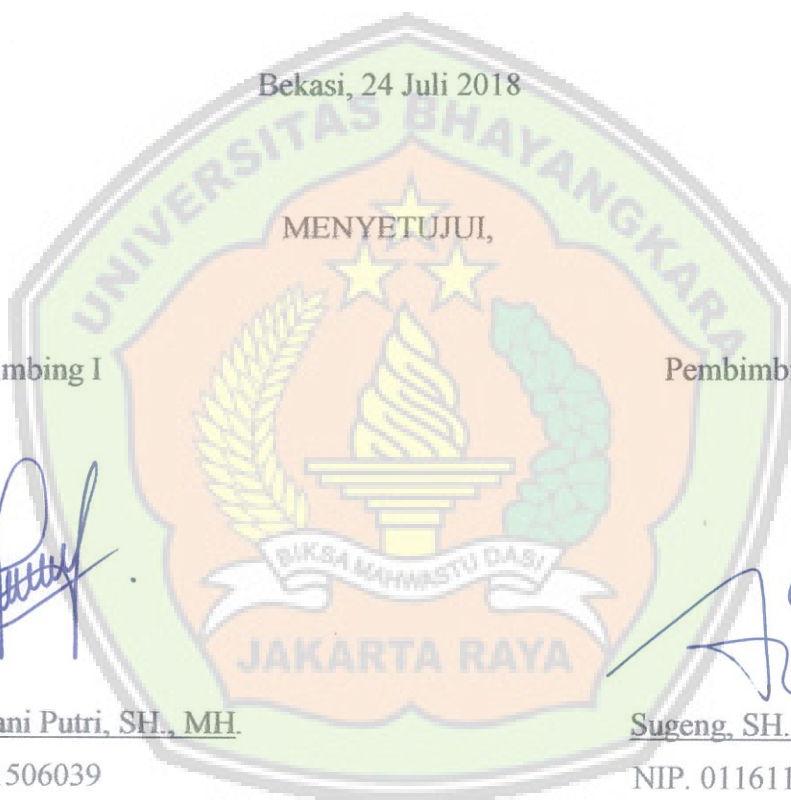 Bekasi, 24 Juli 2018
UNIVERSITAS BHAYANGKARA
MENYETUJUI,
mbing I
Pembimb
BIKSA MAHWASTU DASI
JAKARTA RAYA
ani Putri, SH., MH.
Sugeng, SH.
506039
NIP. 011611